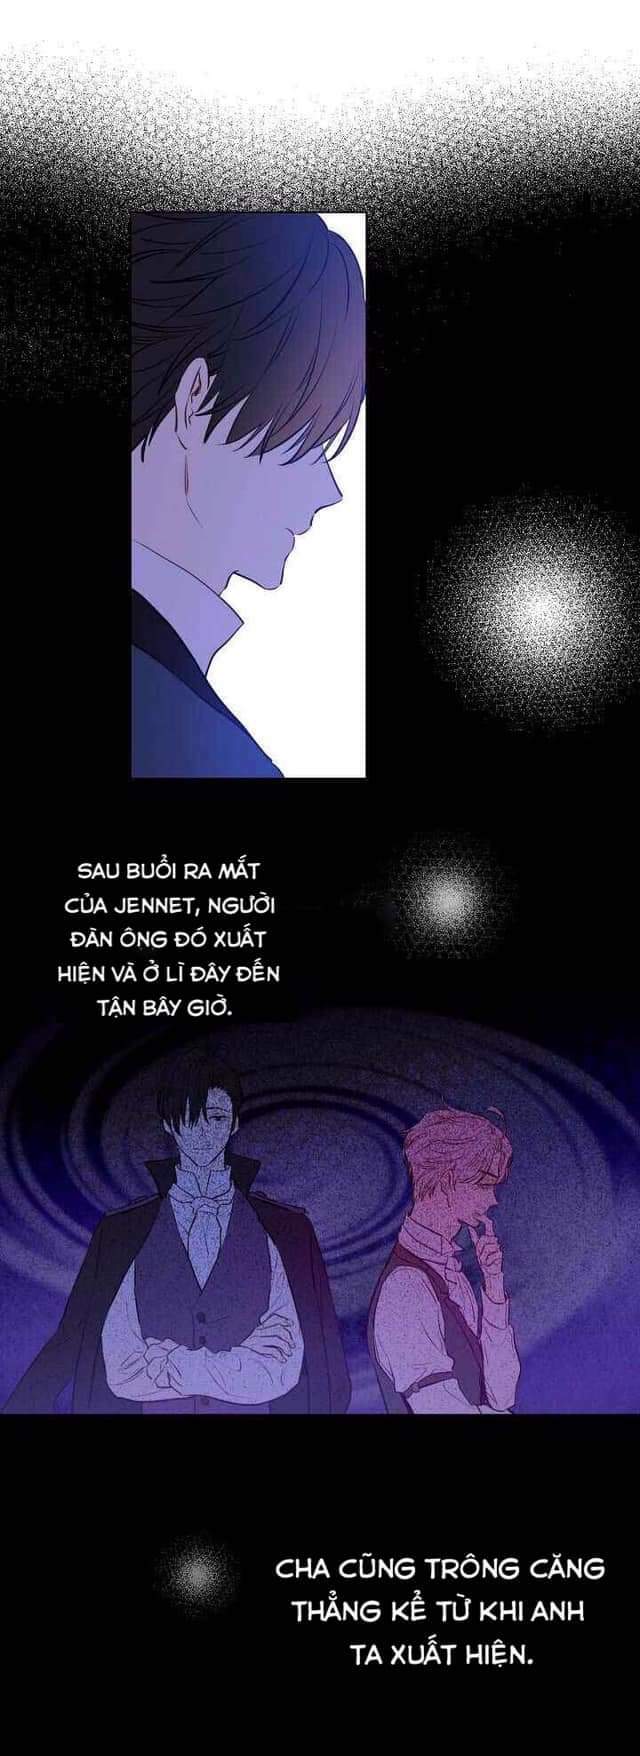 SAU BUỔI RA MẮT
CỦA JENNET, NGƯỜI
ĐÀN ÔNG ĐÓ XUẤT
HIỆN VÀ Ở LÌ ĐÂY ĐẾN
TẬN BÂY GIỜ.
CHA CŨNG TRÔNG CĂNG
THẲNG KỂ TỪ KHI ANH
TA XUẤT HIỆN.